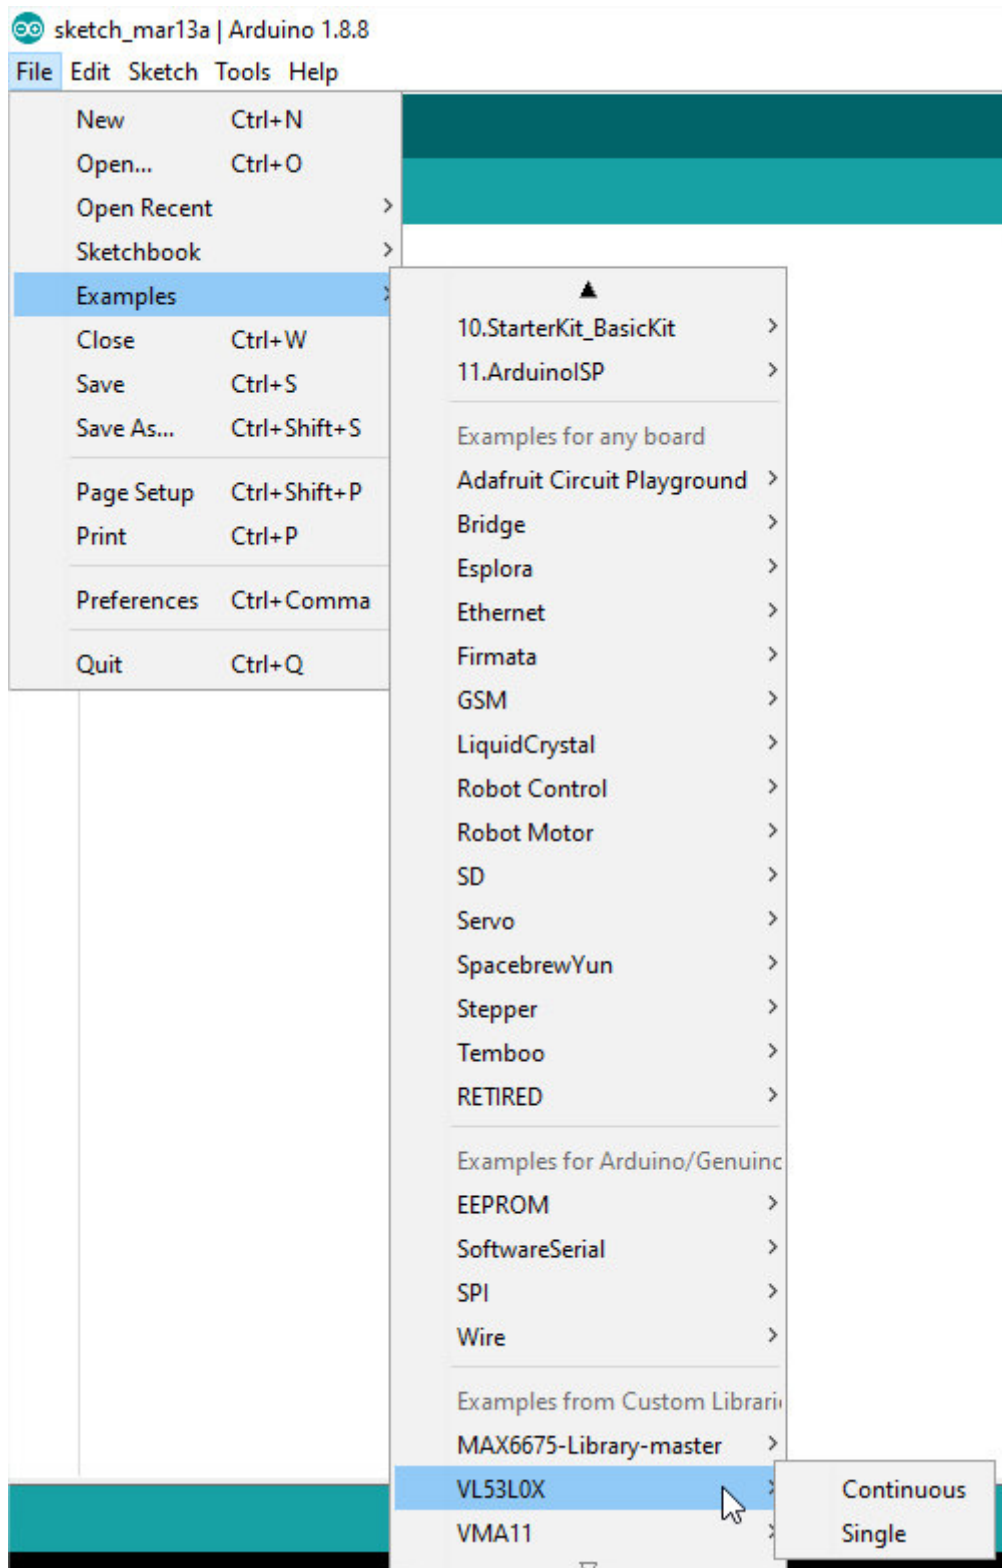 sketch_mar13a | Arduino 1.8.8
File Edit Sketch Tools Help
New Ctrl+N
Open... Ctrl+O
Open Recent
Sketchbook
Examples
Close Ctrl+W
Save Ctrl+S
Save As... Ctrl+Shift+S
Page Setup Ctrl+Shift+P
Print Ctrl+P
Preferences Ctrl+Comma
Quit Ctrl+Q
10.StarterKit_BasicKit
11.ArduinoISP
Examples for any board
Adafruit Circuit Playground
Bridge
Esplora
Ethernet
Firmata
GSM
LiquidCrystal
Robot Control
Robot Motor
SD
Servo
SpacebrewYun
Stepper
Temboo
RETIRED
Examples for Arduino/Genuino
EEPROM
SoftwareSerial
SPI
Wire
Examples from Custom Librari
MAX6675-Library-master
VL53L0X
VMA11
Continuous
Single